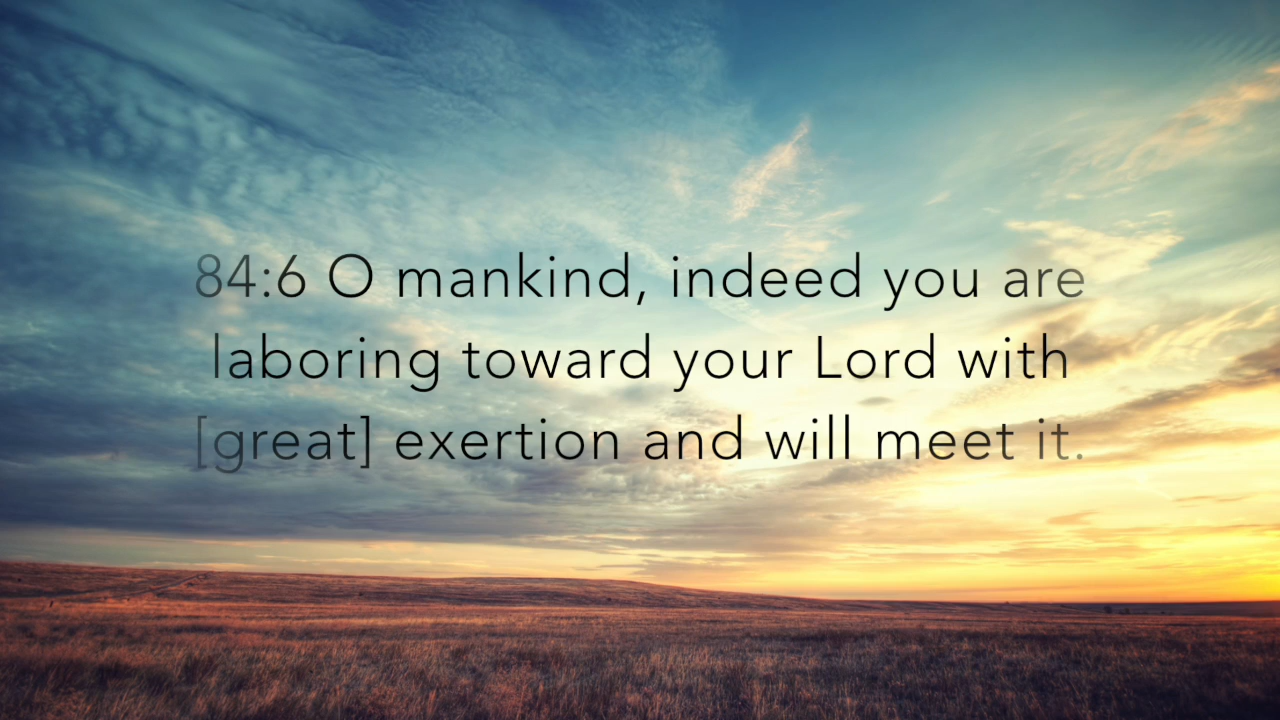 84:6 O mankind, indeed you are
laboring toward your Lord with
[great] exertion and will meet it.